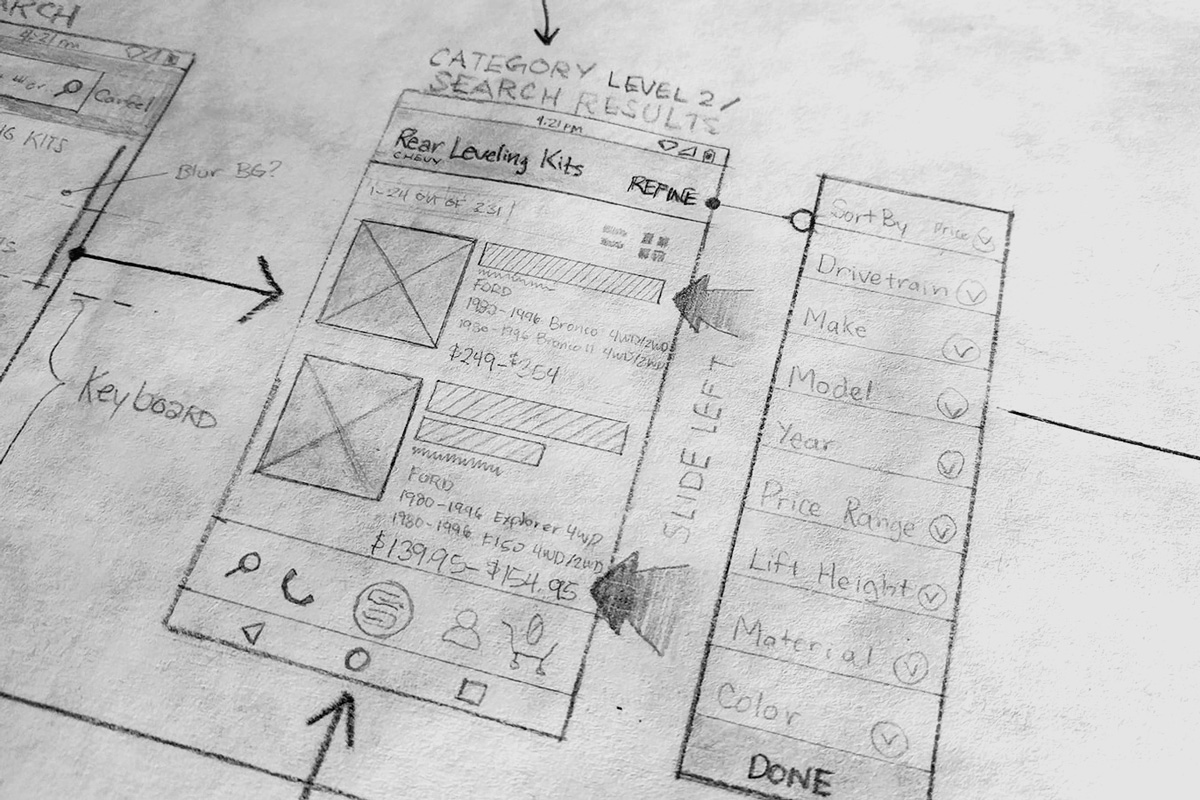 4:21 PM
Cancel
KITS
Blur BG?
Keyboard
CATEGORY LEVEL 2 /
SEARCH RESULTS
4:21 PM
Rear Leveling Kits
CHEVY
REFINE
1-24 OUT OF 231
FORD
1980-1996 Bronco 4WD/2WD
1980-1996 Bronco II 4WD/2WD
$249-$264
FORD
1980-1996 Explorer 4WD
1980-1996 F150 4WD/2WD
$139.95-$154.95
0
SLIDE LEFT
Sort By Price
Drivetrain
Make
Model
Year
Price Range
Lift Height
Material
Color
DONE